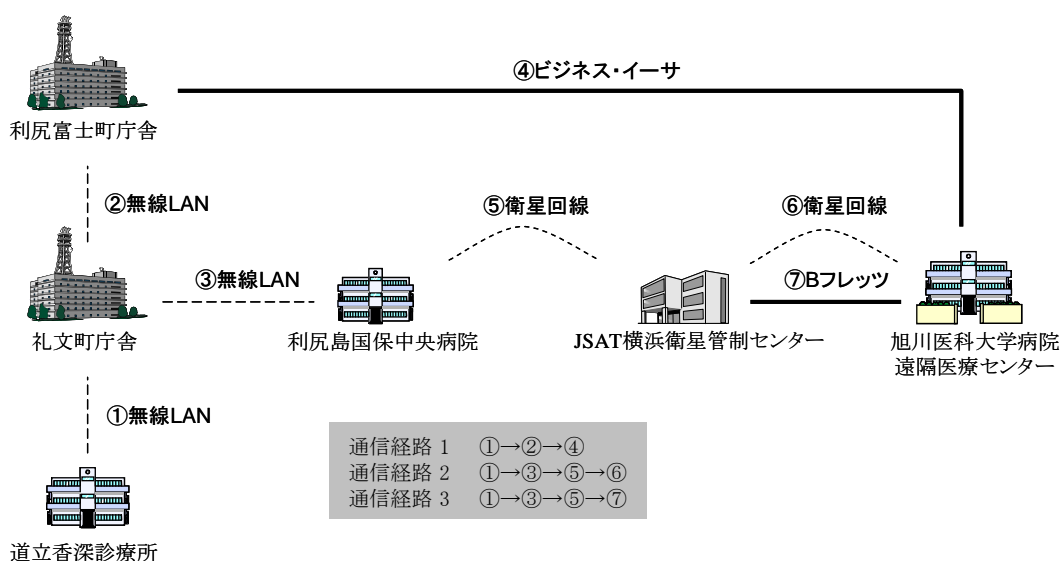 ④ビジネス・イーサ
利尻富士町庁舎
②無線LAN
⑤衛星回線
⑥衛星回線
③無線LAN
⑦Bフレッツ
礼文町庁舎
利尻島国保中央病院
JSAT横浜衛星管制センター
旭川医科大学病院
遠隔医療センター
①無線LAN
通信経路 1 ①→②→④
通信経路 2 ①→③→⑤→⑥
通信経路 3 ①→③→⑤→⑦
道立香深診療所